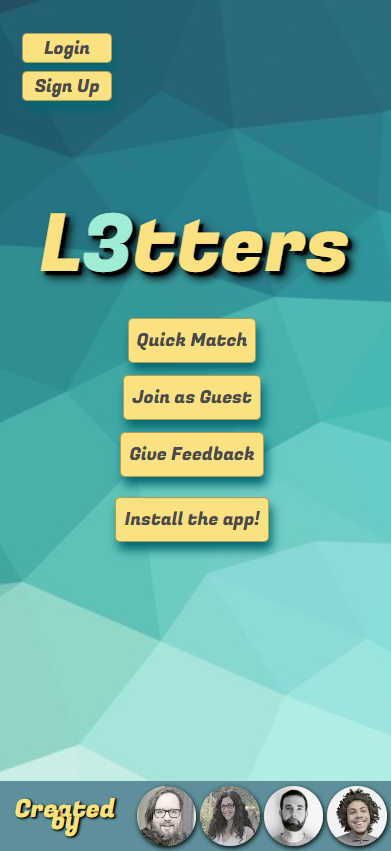 Login
Sign Up
L3tters
Quick Match
Join as Guest
Give Feedback
Install the app!
Created
by